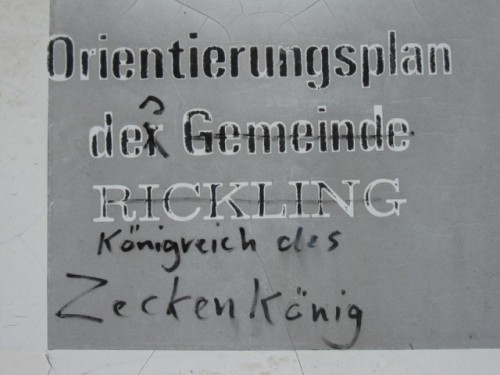 Orientierungsplan
der Gemeinde
RICKLING
Königreich des
Zeckenkönig